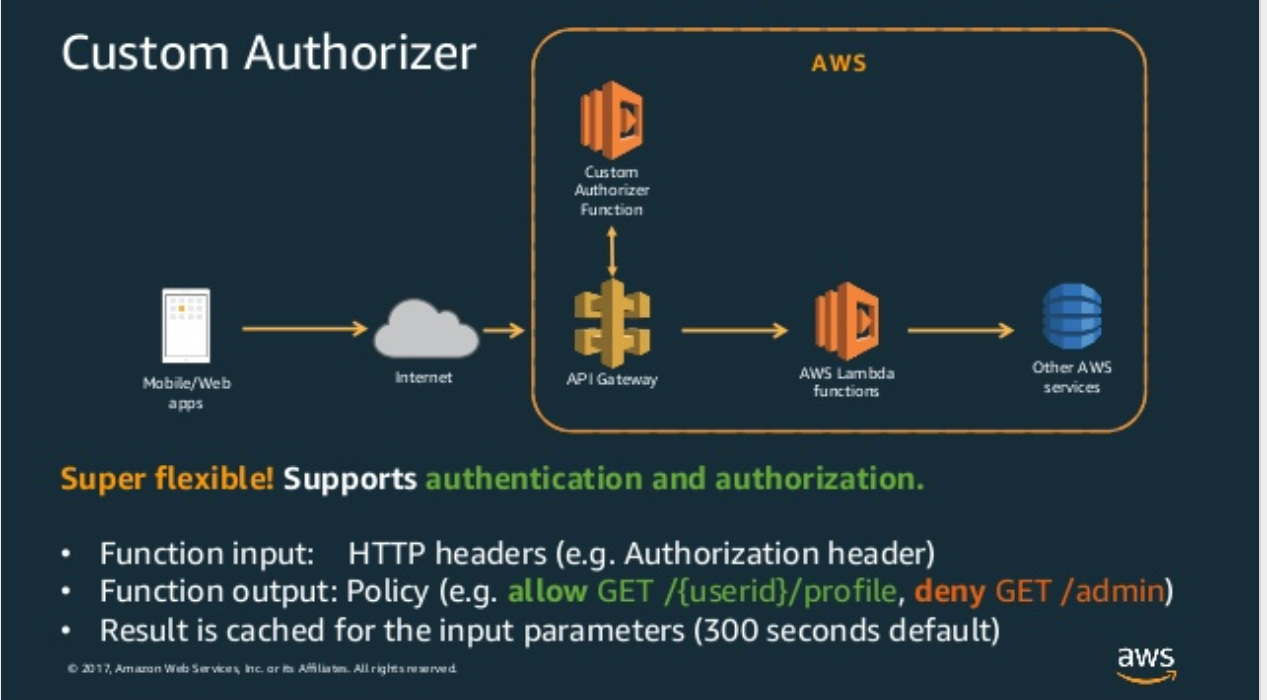 Custom Authorizer
AWS
Custom
Authorizer
Function
Mobile/Web
apps
Internet
API Gateway
AWS Lambda
functions
Other AWS
services
Super flexible! Supports authentication and authorization.
• Function input: HTTP headers (e.g. Authorization header)
• Function output: Policy (e.g. allow GET /{userid}/profile, deny GET /admin)
• Result is cached for the input parameters (300 seconds default)
© 2017, Amazon Web Services, Inc. or its Affiliates. All rights reserved.
aws